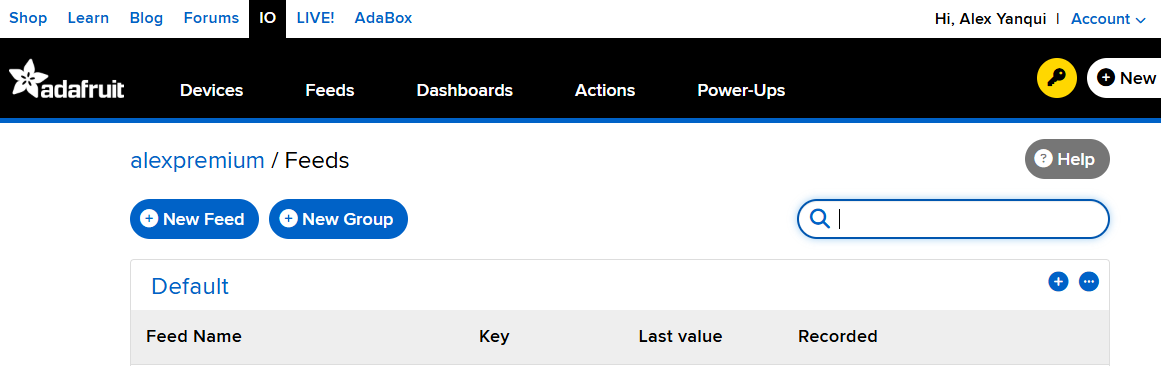 Shop Learn Blog Forums IO LIVE! AdaBox Hi, Alex Yanqui | Account
adafruit Devices Feeds Dashboards Actions Power-Ups New
alexpremium / Feeds ? Help
+ New Feed + New Group
Default
Feed Name Key Last value Recorded